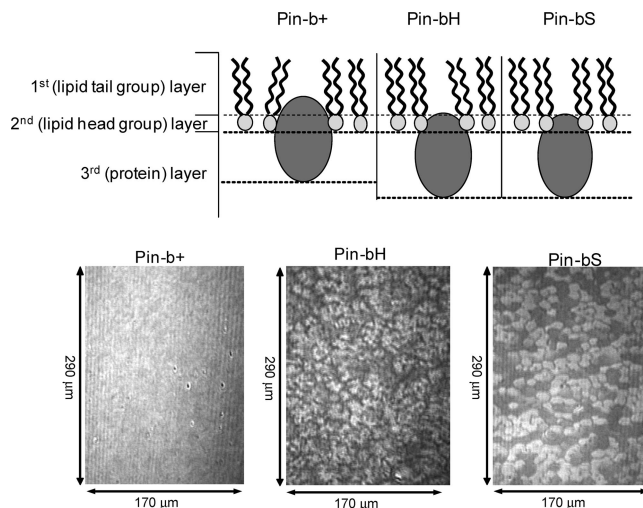 Pin-b+ Pin-bH Pin-bS
1st (lipid tail group) layer
2nd (lipid head group) layer
3rd (protein) layer
Pin-b+ Pin-bH Pin-bS
290 µm 290 µm 290 µm
170 µm 170 µm 170 µm